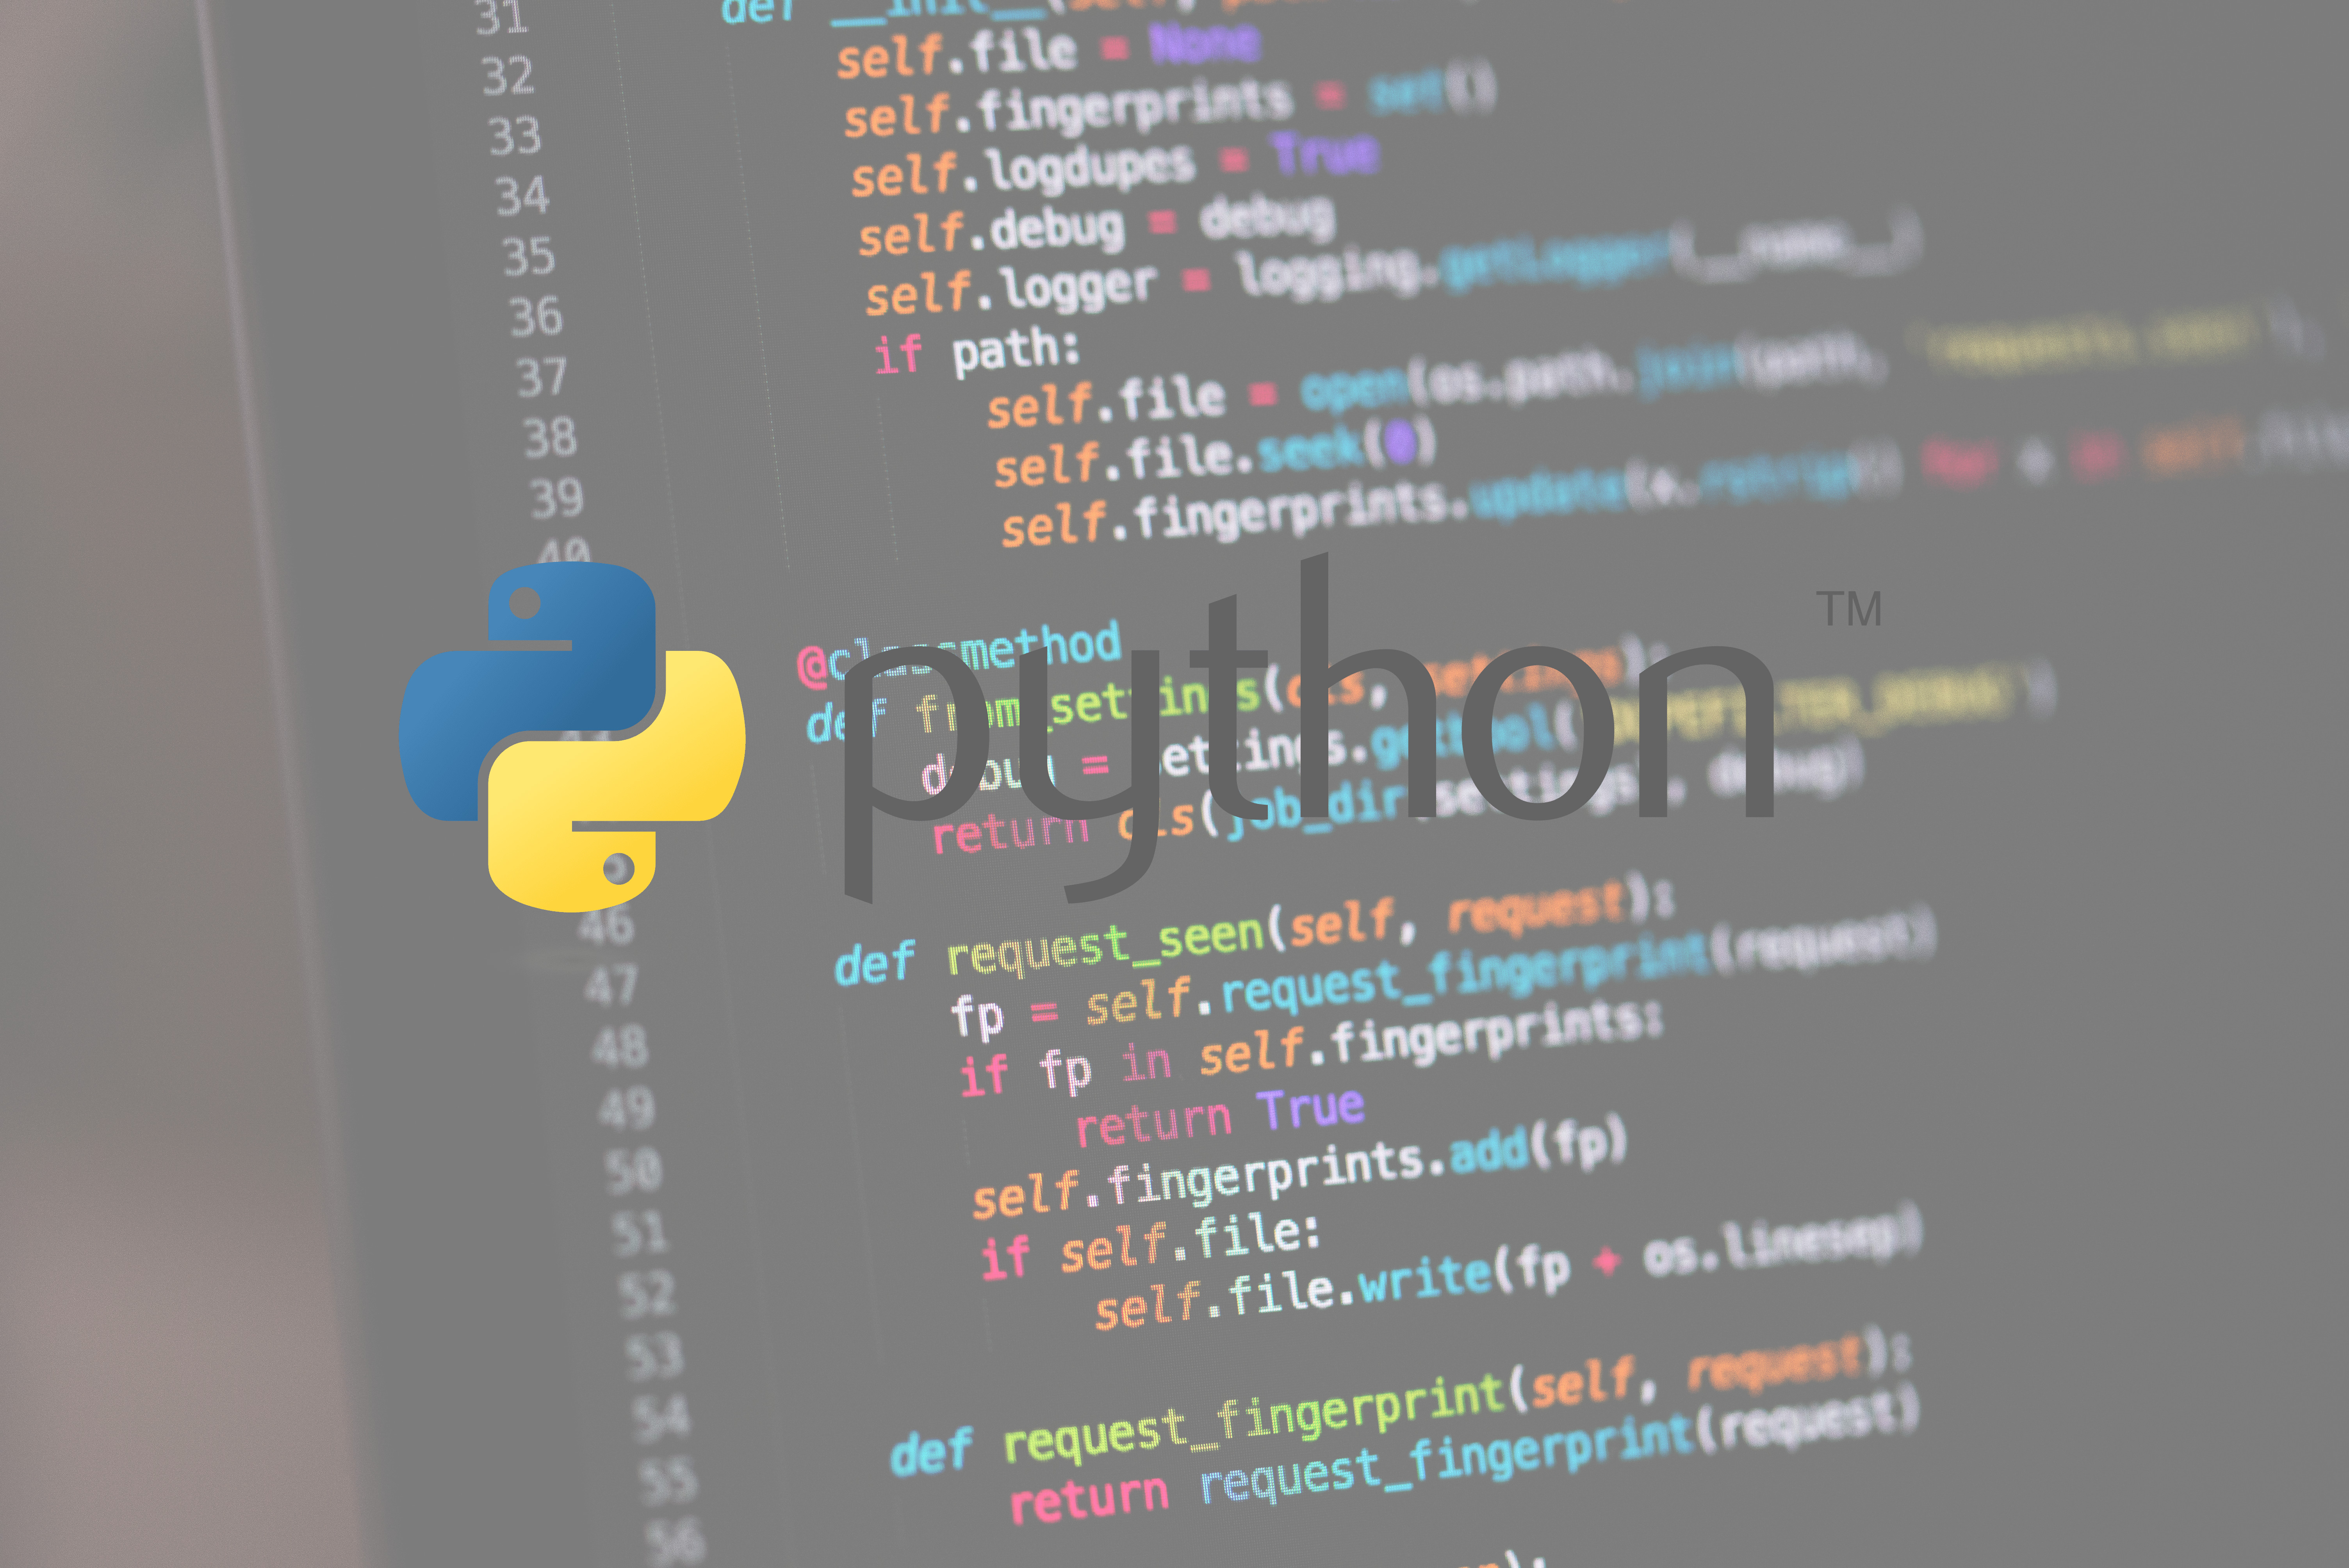 31 def __init__(self,
32 self.file = None
33 self.fingerprints = set()
34 self.logdupes = True
35 self.debug = debug
36 self.logger = logging.getLogger(__name__)
37 if path:
38 self.file = open(os.path.join(path,
39 self.file.seek(0)
40 self.fingerprints.update(x.rstrip() for x in self
@classmethod
def from_settings(cls, settings):
debug = settings.getbool(
return cls(job_dir(settings), debug)
python TM
46
47 def request_seen(self, request):
48 fp = self.request_fingerprint(request)
49 if fp in self.fingerprints:
50 return True
51 self.fingerprints.add(fp)
52 if self.file:
53 self.file.write(fp + os.linesep)
54
55 def request_fingerprint(self, request):
56 return request_fingerprint(request)